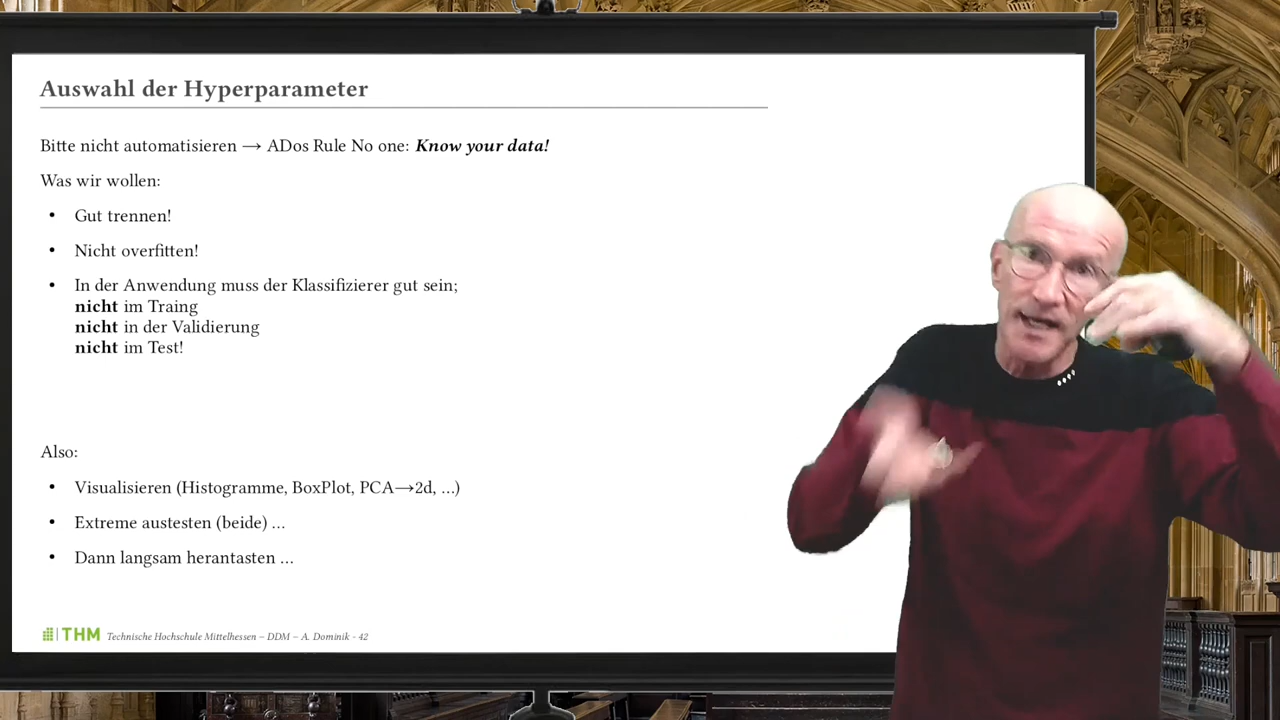 Auswahl der Hyperparameter
Bitte nicht automatisieren → ADos Rule No one: Know your data!
Was wir wollen:
• Gut trennen!
• Nicht overfitten!
• In der Anwendung muss der Klassifizierer gut sein;
nicht im Traing
nicht in der Validierung
nicht im Test!
Also:
• Visualisieren (Histogramme, BoxPlot, PCA→2d, ...)
• Extreme austesten (beide) ...
• Dann langsam herantasten ...
THM Technische Hochschule Mittelhessen – DDM – A. Dominik - 42